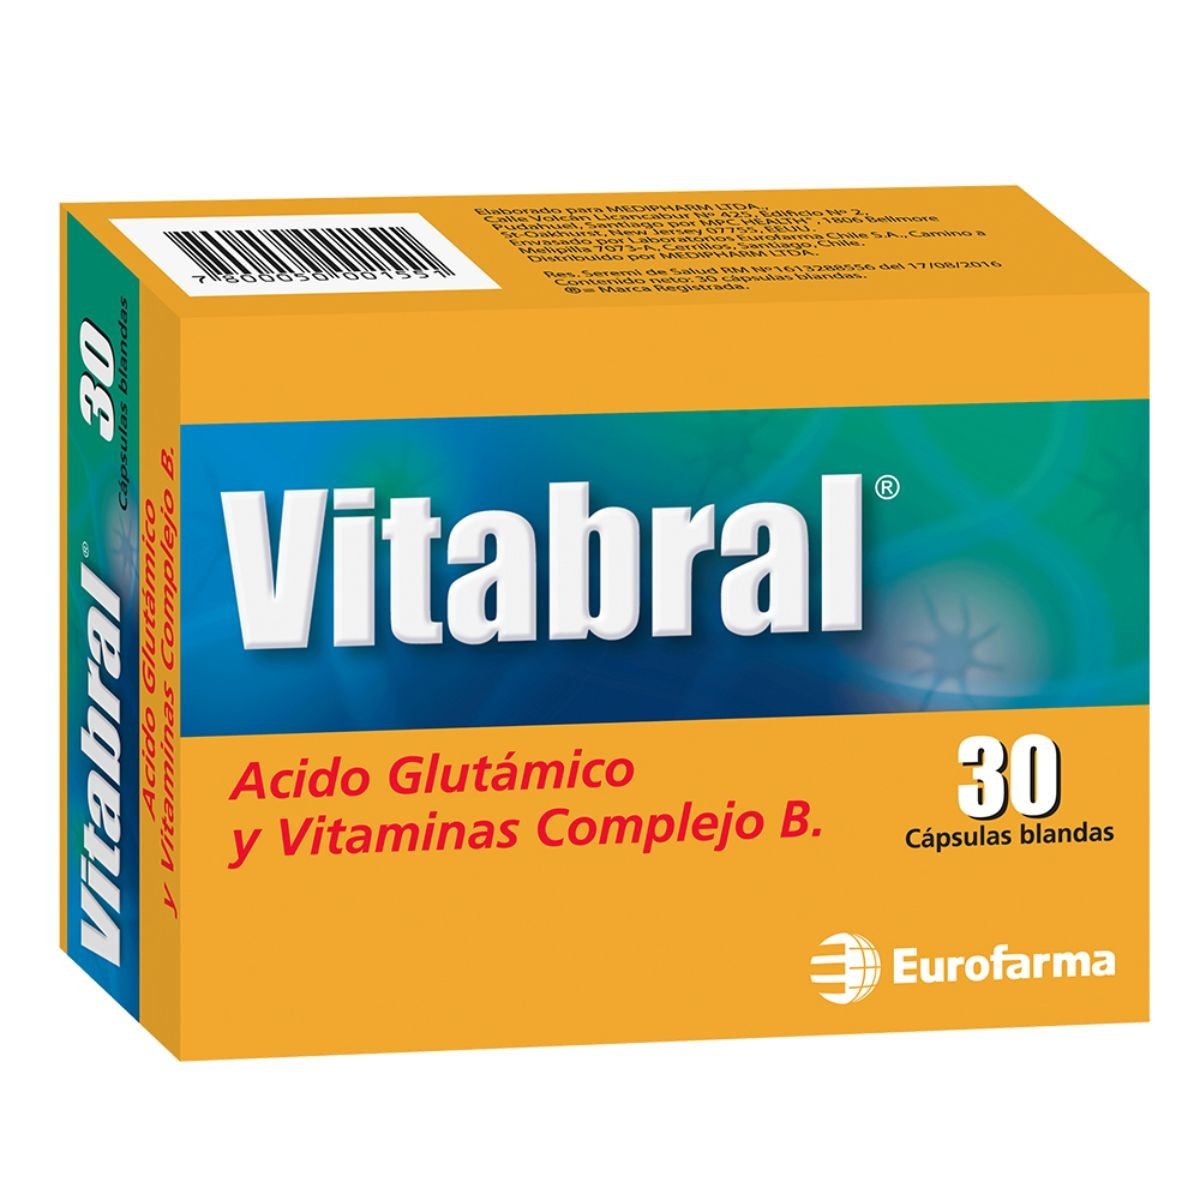 7 800050 001551
Elaborado para MEDIPHARM LTDA.,
Calle Volcán Licancabur Nº 425, Edificio Nº 2,
Pudahuel, Santiago por MPC HEALTH, 1806 Bellmore
St-Oakhurst, New Jersey 07755, EEUU.
Envasado por Laboratorios Eurofarma Chile S.A., Camino a
Melipilla 7073-P, Cerrillos, Santiago, Chile.
Distribuido por MEDIPHARM LTDA.
Res. Seremi de Salud RM Nº 1613288556 del 17/08/2016
Contenido neto: 30 cápsulas blandas.
® = Marca Registrada.
Vitabral®
Acido Glutámico
y Vitaminas Complejo B.
30
Cápsulas blandas
Eurofarma
Vitabral®
30
Cápsulas blandas
Acido Glutámico
y Vitaminas Complejo B.